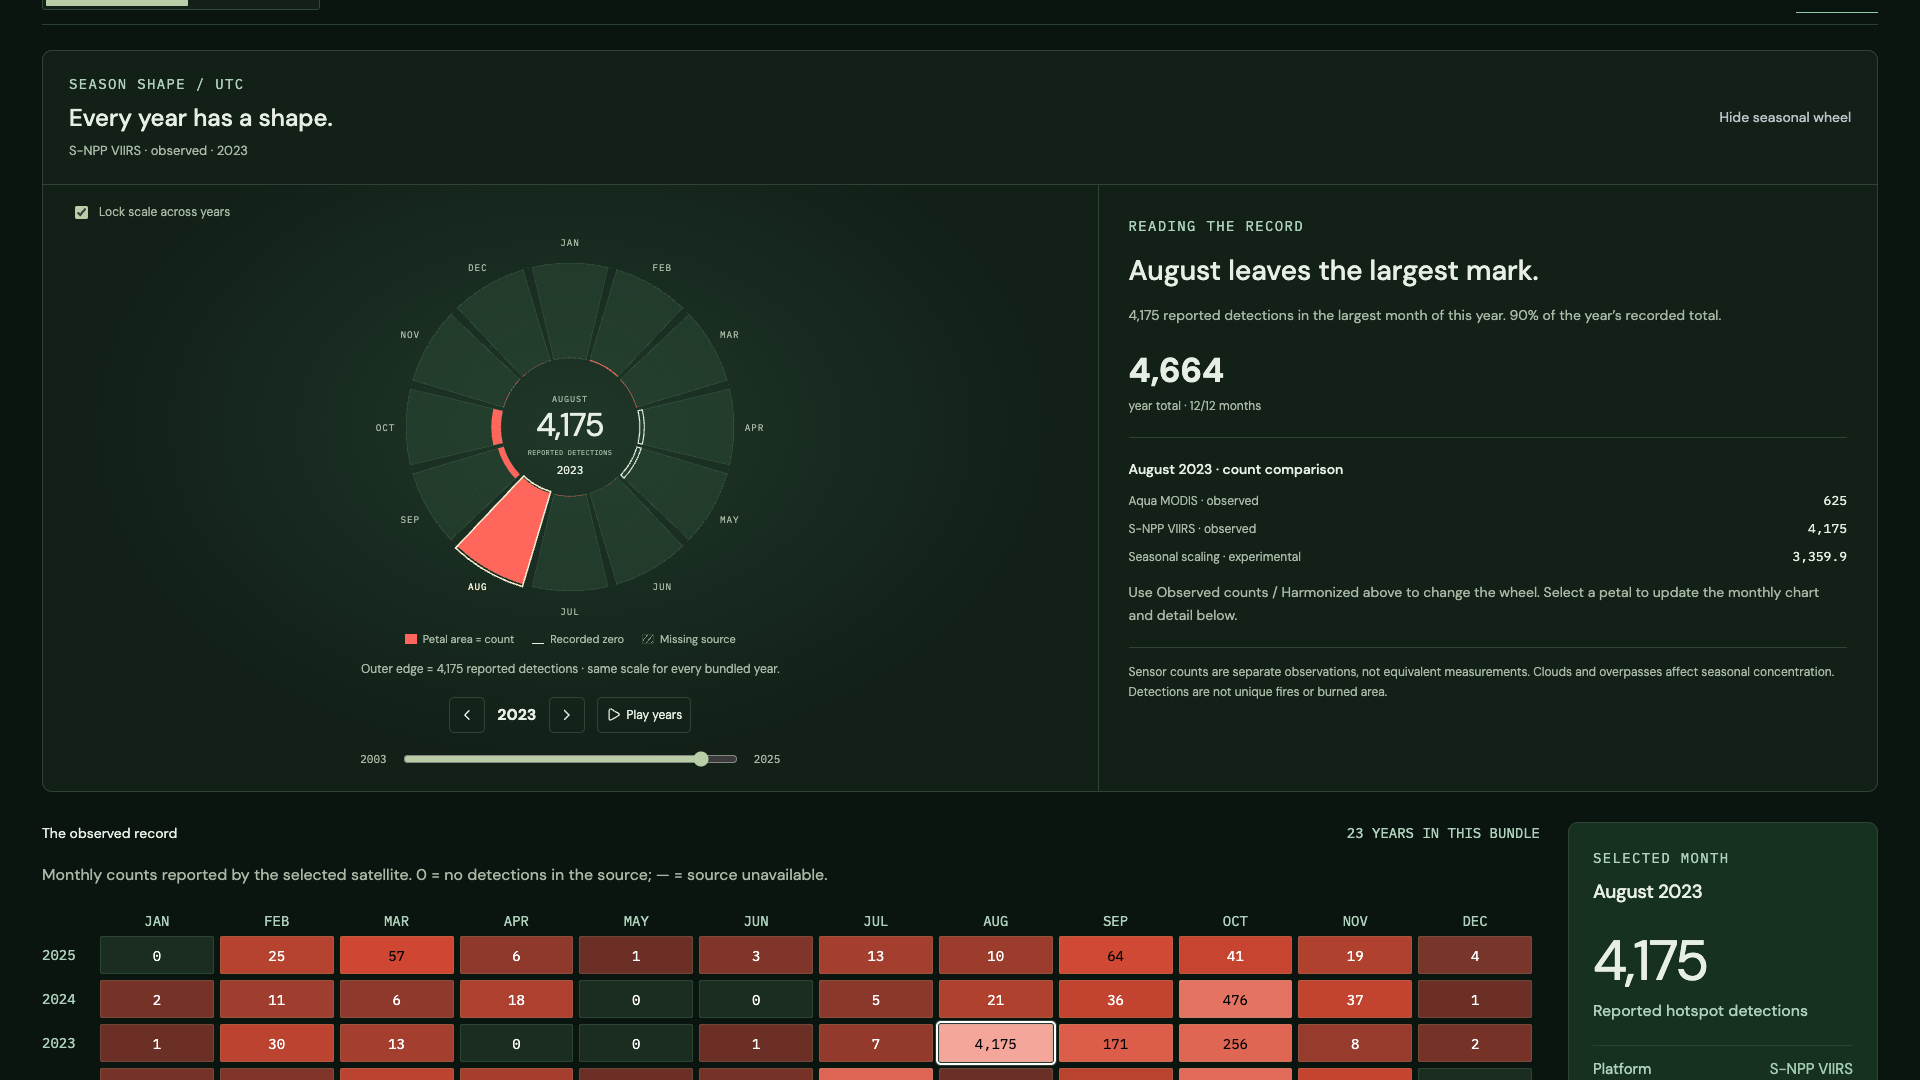 SEASON SHAPE / UTC
Every year has a shape.
S-NPP VIIRS · observed · 2023
Hide seasonal wheel
Lock scale across years
JAN
DEC
FEB
NOV
MAR
AUGUST
4,175
REPORTED DETECTIONS
2023
OCT
APR
SEP
MAY
AUG
JUN
JUL
Petal area = count
Recorded zero
Missing source
Outer edge = 4,175 reported detections · same scale for every bundled year.
2023
Play years
2003
2025
READING THE RECORD
August leaves the largest mark.
4,175 reported detections in the largest month of this year. 90% of the year’s recorded total.
4,664
year total · 12/12 months
August 2023 · count comparison
Aqua MODIS · observed 625
S-NPP VIIRS · observed 4,175
Seasonal scaling · experimental 3,359.9
Use Observed counts / Harmonized above to change the wheel. Select a petal to update the monthly chart
and detail below.
Sensor counts are separate observations, not equivalent measurements. Clouds and overpasses affect seasonal concentration.
Detections are not unique fires or burned area.
The observed record
23 YEARS IN THIS BUNDLE
Monthly counts reported by the selected satellite. 0 = no detections in the source; — = source unavailable.
JAN FEB MAR APR MAY JUN JUL AUG SEP OCT NOV DEC
2025 0 25 57 6 1 3 13 10 64 41 19 4
2024 2 11 6 18 0 0 5 21 36 476 37 1
2023 1 30 13 0 0 1 7 4,175 171 256 8 2
SELECTED MONTH
August 2023
4,175
Reported hotspot detections
Platform S-NPP VIIRS